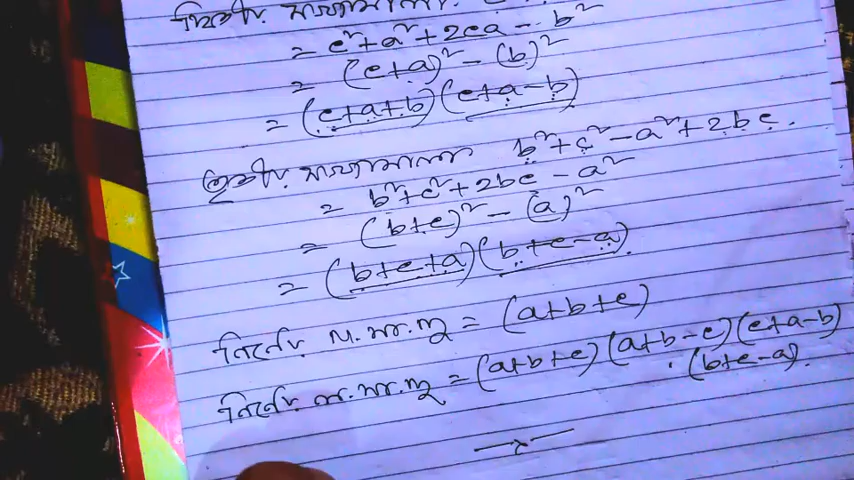 = c² + a² + 2ca - b²
= (c+a)² - (b)²
= (c+a+b)(c+a-b)
b² + c² - a² + 2bc.
= b² + c² + 2bc - a²
= (b+c)² - (a)²
= (b+c+a)(b+c-a)
নির্ণেয় গ.সা.গু = (a+b+c)
নির্ণেয় ল.সা.গু = (a+b+c)(a+b-c)(c+a-b)
(b+c-a).